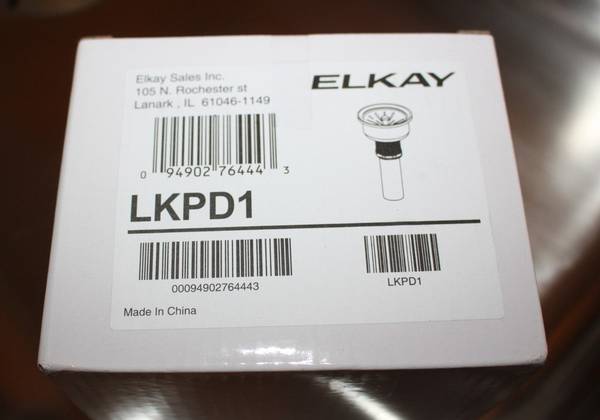 Elkay Sales Inc.
105 N. Rochester st
Lanark , IL 61046-1149
ELKAY
0 94902 76444 3
LKPD1
00094902764443
LKPD1
Made In China